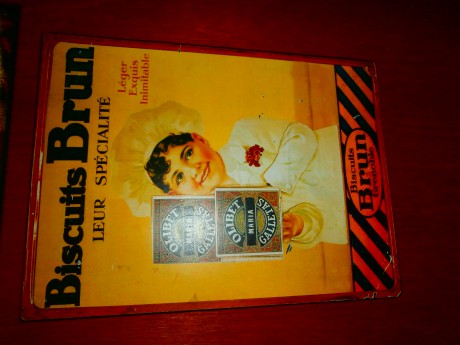 Biscuits Brun
LEUR SPÉCIALITÉ
Léger
Exquis
Inimitable
OLIBET
MARIA
GALLETAS
OLIBET
MARIA
GALLETAS
Biscuits
Brun